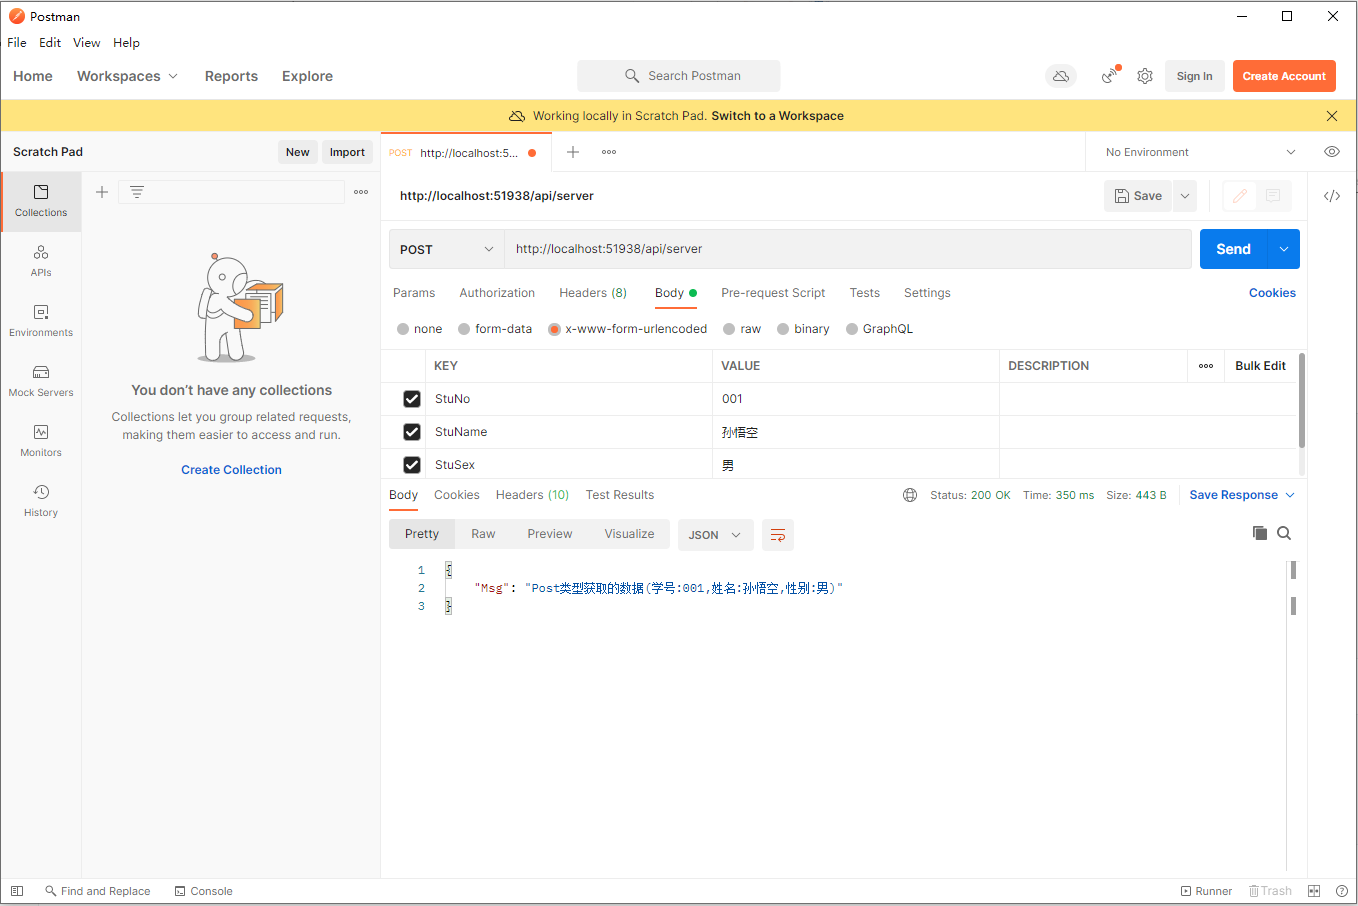 Postman
File Edit View Help
Home Workspaces Reports Explore Search Postman Sign In Create Account
Working locally in Scratch Pad. Switch to a Workspace
Scratch Pad New Import POST http://localhost:5... No Environment
http://localhost:51938/api/server Save
Collections
POST http://localhost:51938/api/server Send
APIs
Params Authorization Headers (8) Body Pre-request Script Tests Settings Cookies
Environments
none form-data x-www-form-urlencoded raw binary GraphQL
KEY VALUE DESCRIPTION Bulk Edit
Mock Servers
You don't have any collections
StuNo 001
Collections let you group related requests,
making them easier to access and run.
StuName 孙悟空
Monitors
Create Collection
StuSex 男
Body Cookies Headers (10) Test Results Status: 200 OK Time: 350 ms Size: 443 B Save Response
History
Pretty Raw Preview Visualize JSON
1 {
2 "Msg": "Post类型获取的数据(学号:001,姓名:孙悟空,性别:男)"
3 }
Find and Replace Console Runner Trash